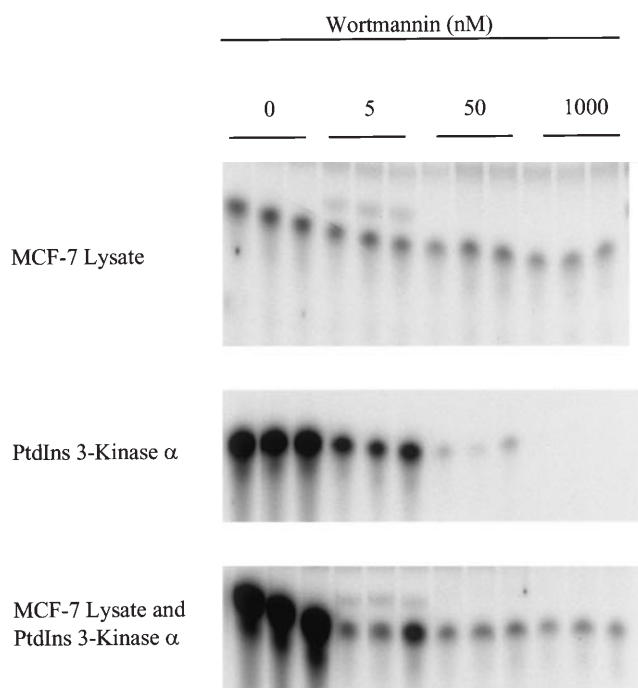 Wortmannin (nM)
0 5 50 1000
MCF-7 Lysate
PtdIns 3-Kinase α
MCF-7 Lysate and
PtdIns 3-Kinase α